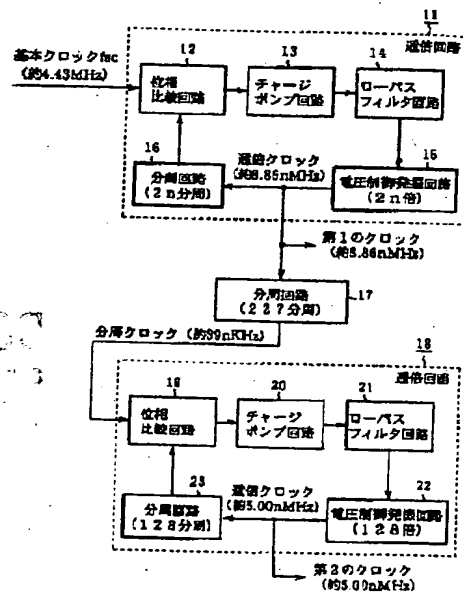 11
逓倍回路
基本クロックfsc
(約4.43MHz)
12
位相
比較回路
13
チャージ
ポンプ回路
14
ローパス
フィルタ回路
16
分周回路
(2n分周)
逓倍クロック
(約8.86nMHz)
15
電圧制御発振回路
(2n倍)
第1のクロック
(約8.86nMHz)
分周回路
(227分周)
17
分周クロック(約39nKHz)
18
逓倍回路
19
位相
比較回路
20
チャージ
ポンプ回路
21
ローパス
フィルタ回路
23
分周回路
(128分周)
逓倍クロック
(約5.00nMHz)
22
電圧制御発振回路
(128倍)
第2のクロック
(約5.00nMHz)